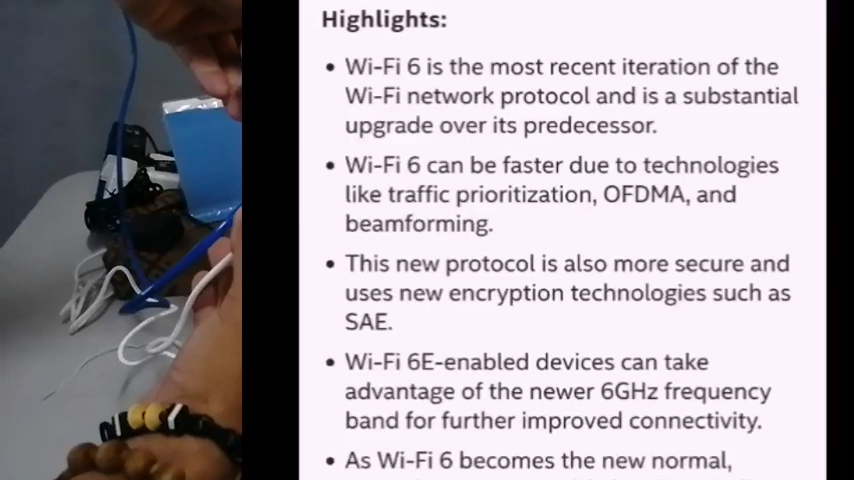 Highlights:
• Wi-Fi 6 is the most recent iteration of the
Wi-Fi network protocol and is a substantial
upgrade over its predecessor.
• Wi-Fi 6 can be faster due to technologies
like traffic prioritization, OFDMA, and
beamforming.
• This new protocol is also more secure and
uses new encryption technologies such as
SAE.
• Wi-Fi 6E-enabled devices can take
advantage of the newer 6GHz frequency
band for further improved connectivity.
• As Wi-Fi 6 becomes the new normal,